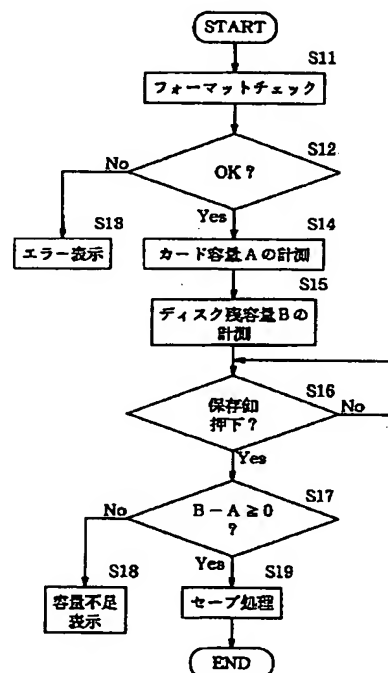 START
S11
フォーマットチェック
S12
OK?
No
Yes
S13
エラー表示
S14
カード容量Aの計測
S15
ディスク残容量Bの
計測
S16
保存釦
押下?
No
Yes
S17
B-A≧0
?
No
Yes
S18
容量不足
表示
S19
セーブ処理
END